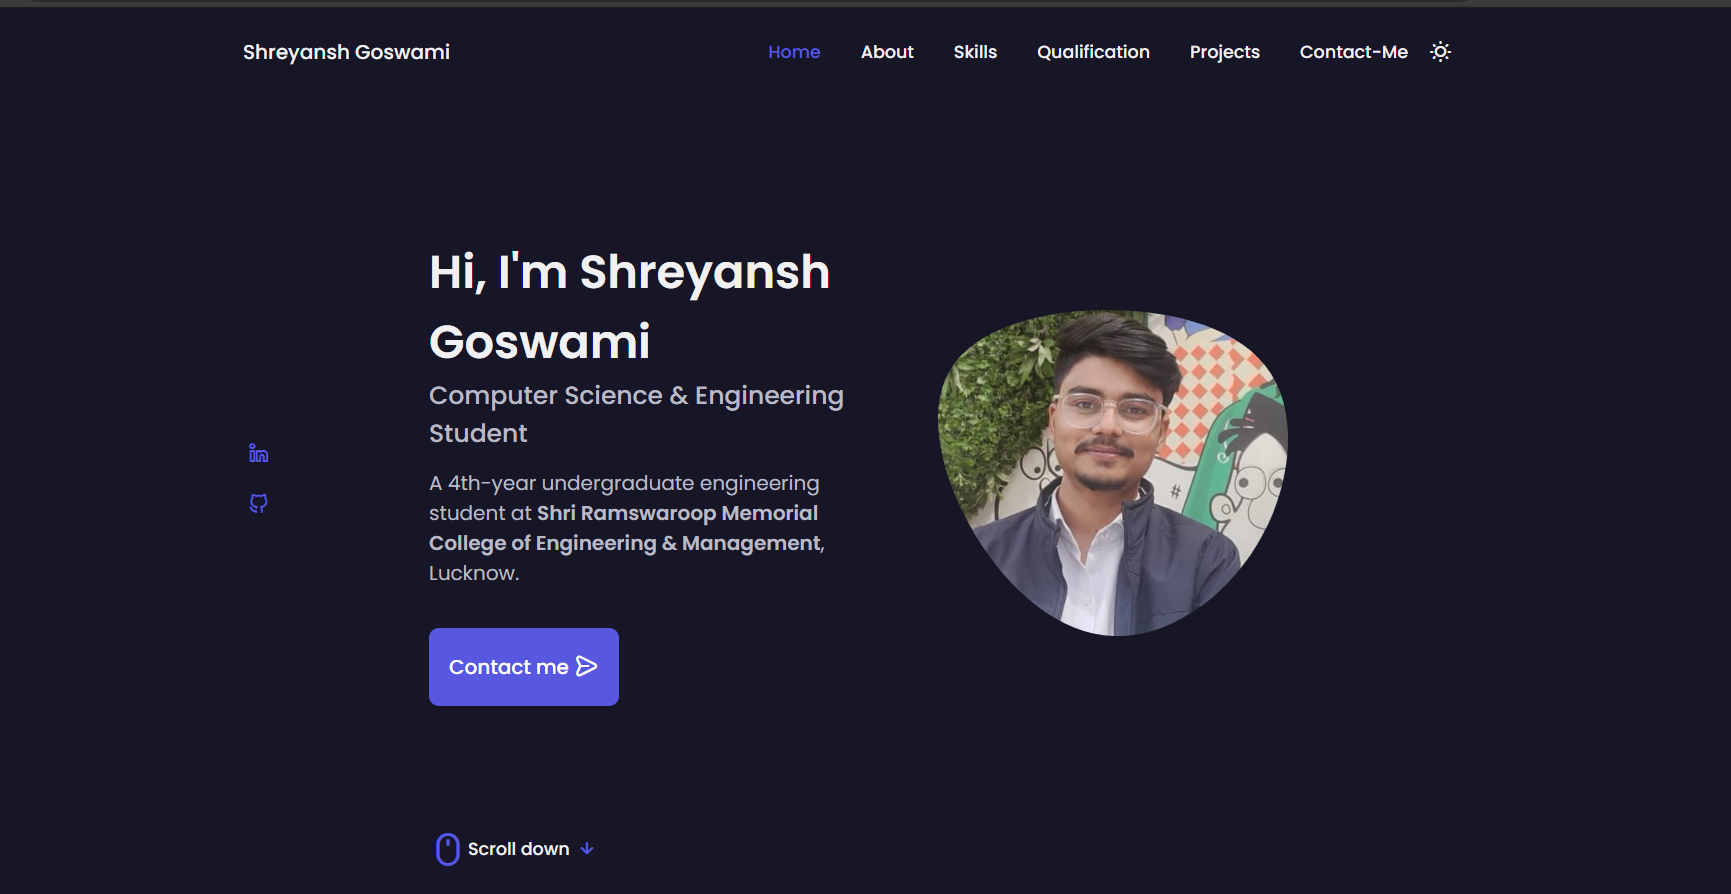 Shreyansh Goswami
Home About Skills Qualification Projects Contact-Me
Hi, I'm Shreyansh
Goswami
Computer Science & Engineering
Student
A 4th-year undergraduate engineering
student at Shri Ramswaroop Memorial
College of Engineering & Management,
Lucknow.
in
#
Contact me
Scroll down